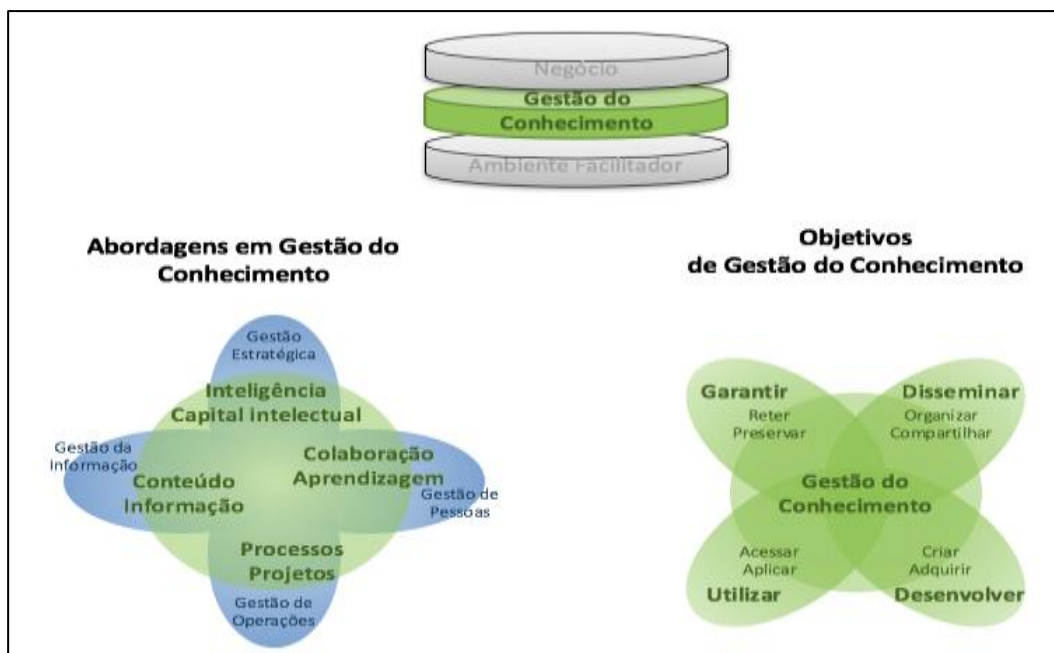 Negócio
Gestão do
Conhecimento
Ambiente Facilitador
Abordagens em Gestão do
Conhecimento
Gestão
Estratégica
Inteligência
Capital Intelectual
Gestão da
Informação
Conteúdo
Informação
Colaboração
Aprendizagem
Gestão de
Pessoas
Processos
Projetos
Gestão de
Operações
Objetivos
de Gestão do Conhecimento
Garantir
Reter
Preservar
Disseminar
Organizar
Compartilhar
Gestão do
Conhecimento
Acessar
Aplicar
Utilizar
Criar
Adquirir
Desenvolver